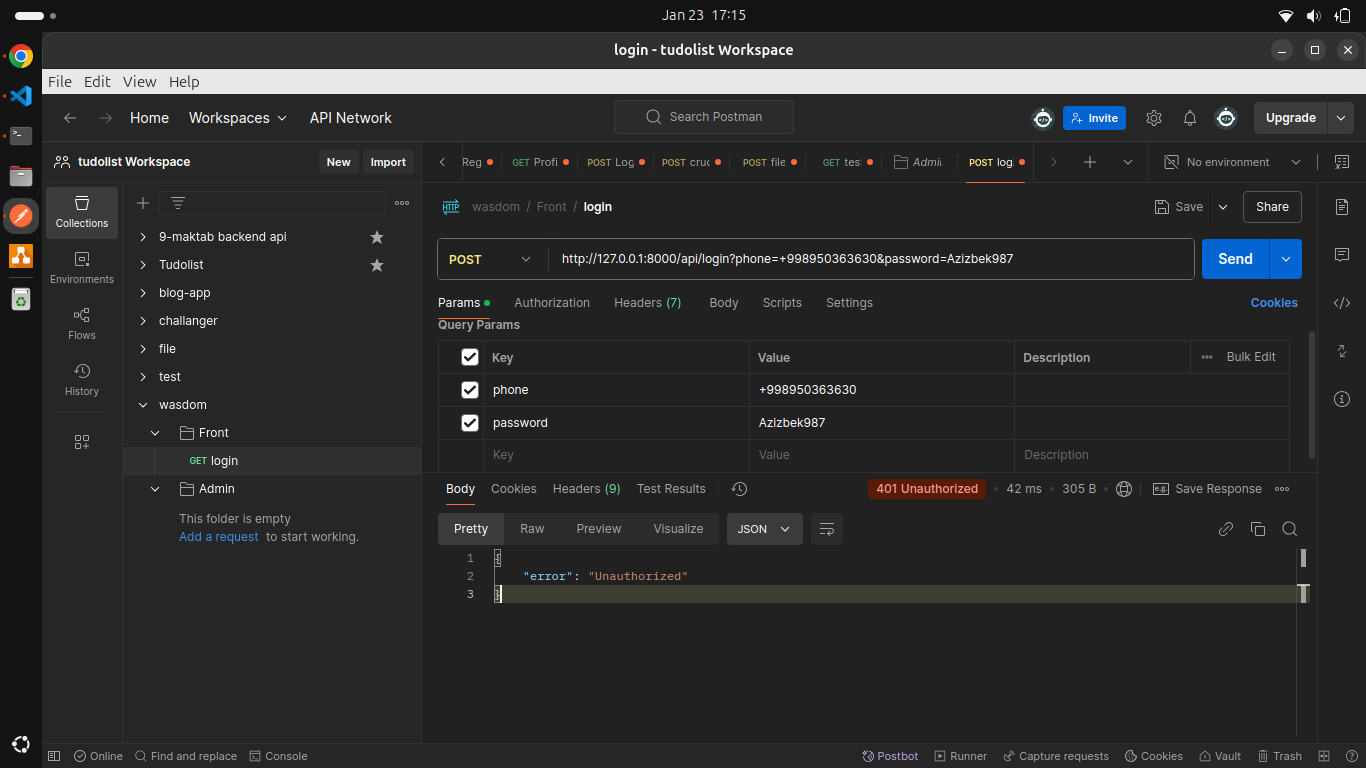 Jan 23 17:15
login - tudolist Workspace
File Edit View Help
Home Workspaces API Network
Search Postman
Invite
Upgrade
tudolist Workspace
New Import
Reg
GET Profi
POST Log
POST cruc
POST file
GET tes
Admi
POST log
No environment
Collections
Environments
Flows
History
9-maktab backend api
Tudolist
blog-app
challanger
file
test
wasdom
Front
GET login
Admin
This folder is empty
Add a request to start working.
HTTP wasdom / Front / login
Save
Share
POST
http://127.0.0.1:8000/api/login?phone=+998950363630&password=Azizbek987
Send
Params Authorization Headers (7) Body Scripts Settings
Cookies
Query Params
Key Value Description
Bulk Edit
phone +998950363630
password Azizbek987
Key Value Description
Body Cookies Headers (9) Test Results
401 Unauthorized • 42 ms • 305 B
e.g. Save Response
Pretty Raw Preview Visualize
JSON
1 {
2 "error": "Unauthorized"
3 }
Online Find and replace Console
Postbot Runner Capture requests Cookies Vault Trash